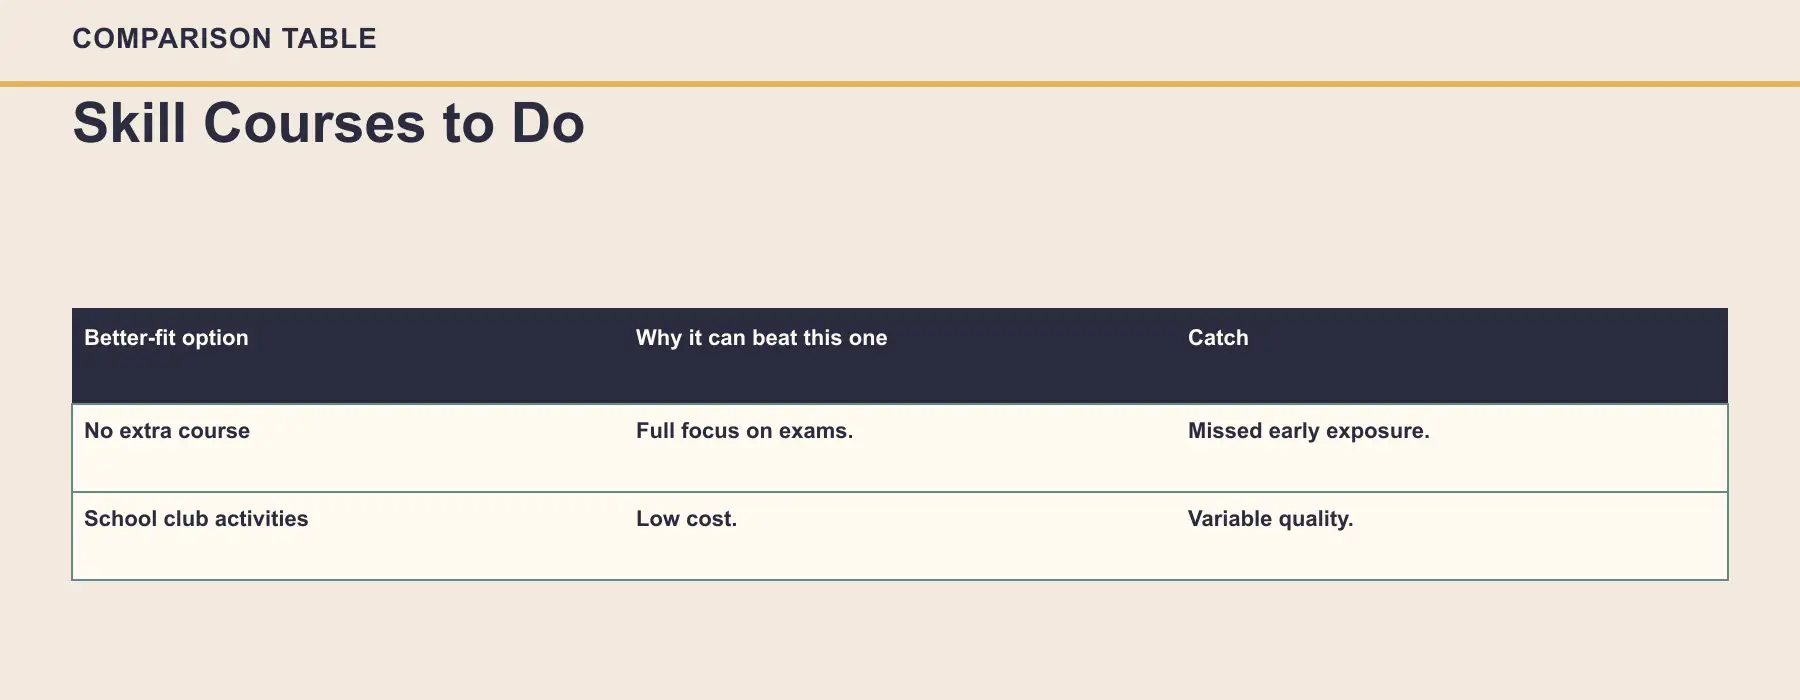 COMPARISON TABLE
Skill Courses to Do
Better-fit option Why it can beat this one Catch
No extra course Full focus on exams. Missed early exposure.
School club activities Low cost. Variable quality.